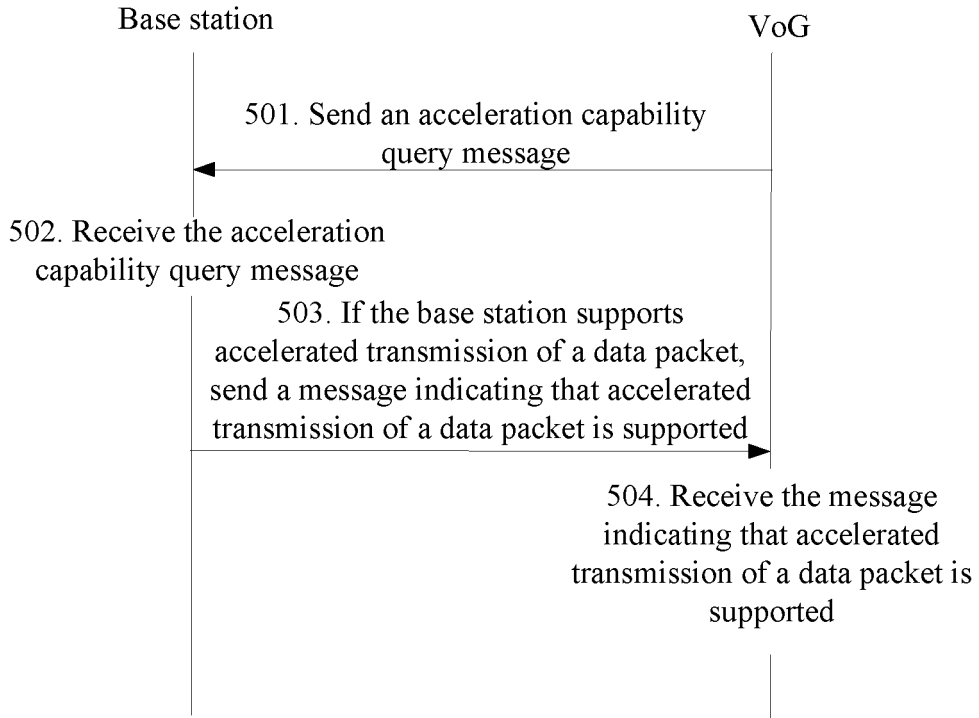 Base station
VoG
501. Send an acceleration capability
query message
502. Receive the acceleration
capability query message
503. If the base station supports
accelerated transmission of a data packet,
send a message indicating that accelerated
transmission of a data packet is supported
504. Receive the message
indicating that accelerated
transmission of a data packet is
supported